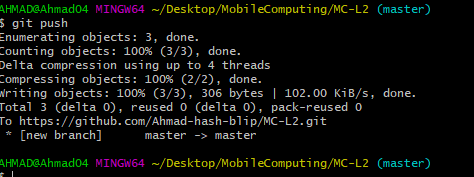 AHMAD@Ahmad04 MINGW64 ~/Desktop/MobileComputing/MC-L2 (master)
$ git push
Enumerating objects: 3, done.
Counting objects: 100% (3/3), done.
Delta compression using up to 4 threads
Compressing objects: 100% (2/2), done.
Writing objects: 100% (3/3), 306 bytes | 102.00 KiB/s, done.
Total 3 (delta 0), reused 0 (delta 0), pack-reused 0
To https://github.com/Ahmad-hash-blip/MC-L2.git
 * [new branch]      master -> master
AHMAD@Ahmad04 MINGW64 ~/Desktop/MobileComputing/MC-L2 (master)
$